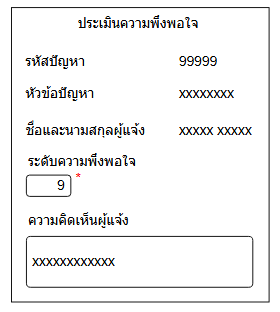 ประเมินความพึงพอใจ
รหัสปัญหา 99999
หัวข้อปัญหา xxxxxxxx
ชื่อและนามสกุลผู้แจ้ง xxxxx xxxxx
ระดับความพึงพอใจ
9 *
ความคิดเห็นผู้แจ้ง
xxxxxxxxxxxx